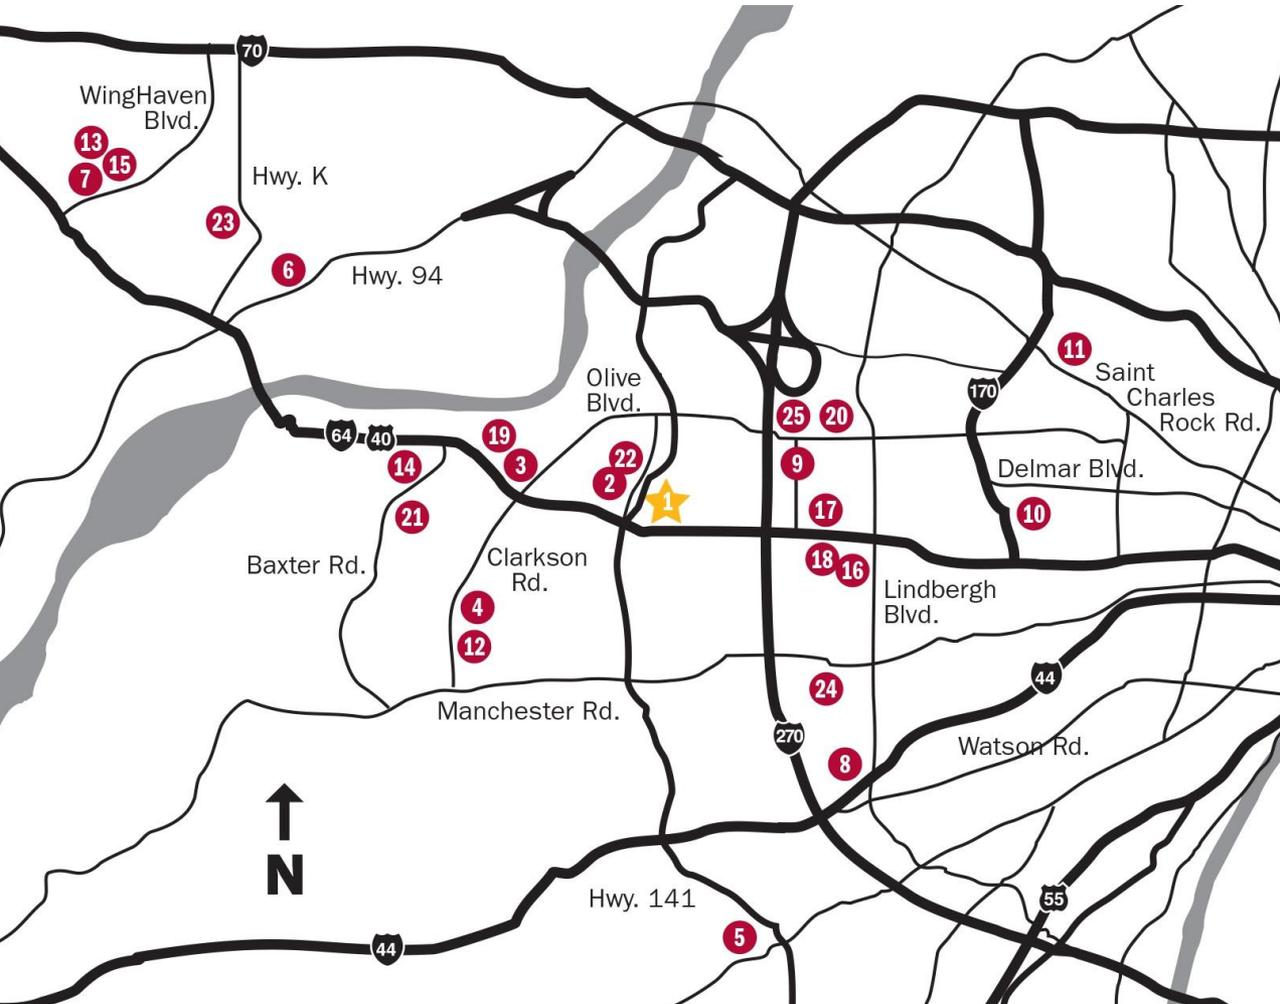 70
WingHaven
Blvd.
13
15
7
Hwy. K
23
6
Hwy. 94
11
Saint
Charles
Rock Rd.
170
Olive
Blvd.
25
20
64
40
19
14
3
22
2
9
Delmar Blvd.
1
21
17
10
Baxter Rd.
Clarkson
Rd.
18
16
Lindbergh
Blvd.
4
12
44
24
Manchester Rd.
270
Watson Rd.
8
N
Hwy. 141
55
5
44